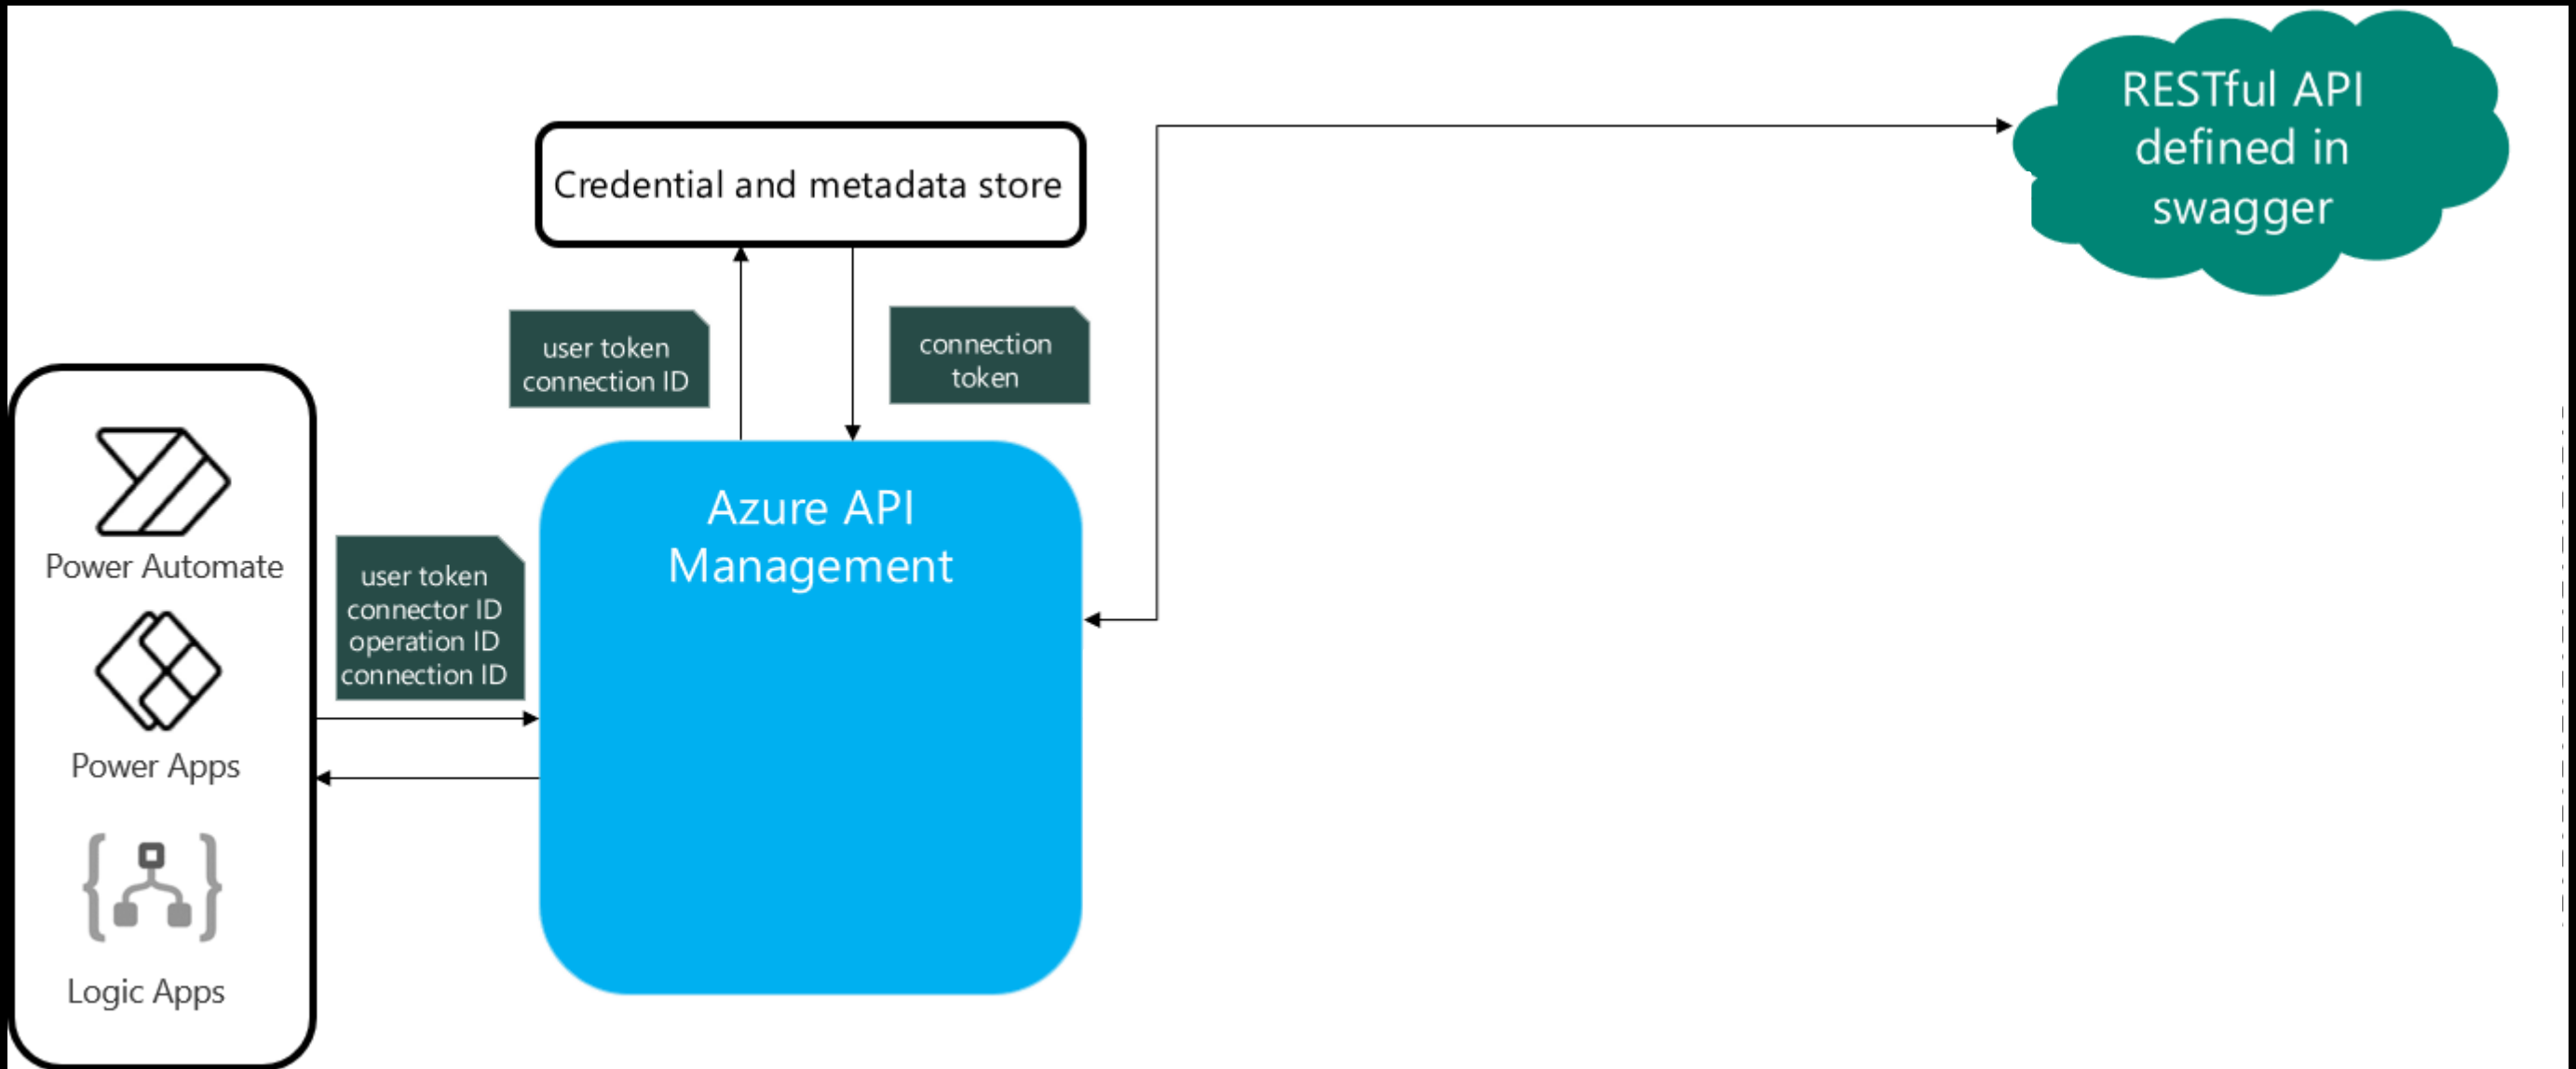 RESTful API
defined in
swagger
Credential and metadata store
user token
connection ID
connection
token
Azure API
Management
Power Automate
user token
connector ID
operation ID
connection ID
Power Apps
Logic Apps